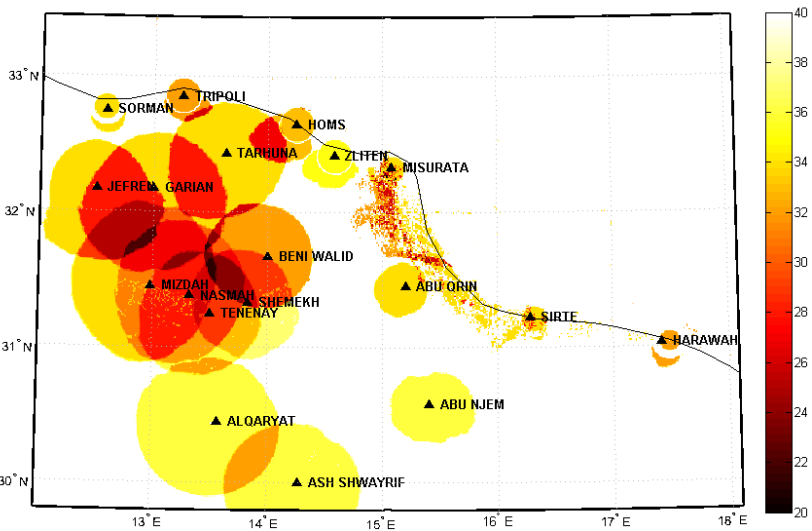 40
38
36
34
32
30
28
26
24
22
20
33°N
32°N
31°N
30°N
13°E
14°E
15°E
16°E
17°E
18°E
SORMAN
TRIPOLI
HOMS
TARHUNA
ZLITEN
MISURATA
JEFREN
GARIAN
BENI WALID
MIZDAH
NASMAH
SHEMEKH
TENENAY
ABU QRIN
SIRTE
HARAWAH
ALQARYAT
ABU NJEM
ASH SHWAYRIF